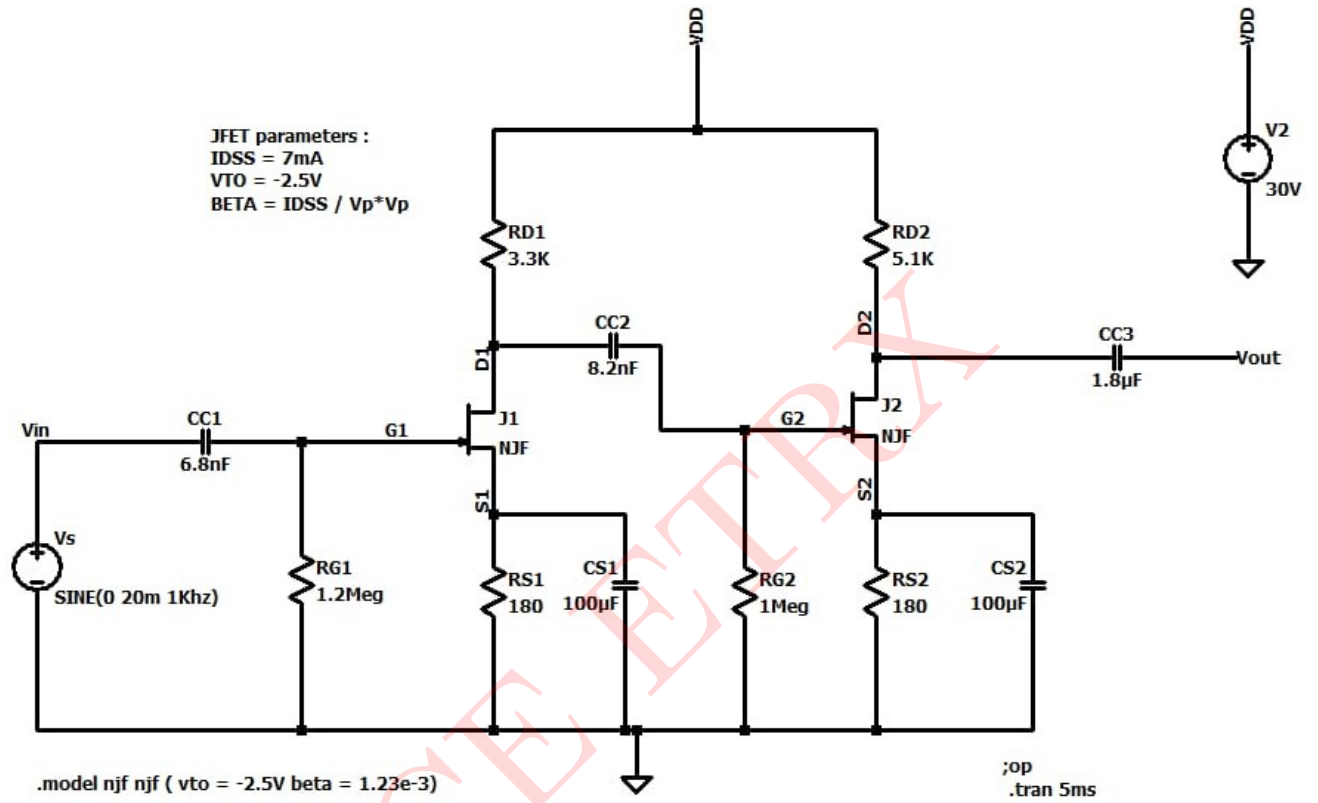 VDD
VDD
JFET parameters :
IDSS = 7mA
VTO = -2.5V
BETA = IDSS / Vp*Vp
V2
30V
RD1
3.3K
RD2
5.1K
D1
CC2
8.2nF
D2
CC3
1.8µF
Vout
Vin
CC1
6.8nF
G1
J1
NJF
G2
J2
NJF
S1
S2
Vs
SINE(0 20m 1Khz)
RG1
1.2Meg
RS1
180
CS1
100µF
RG2
1Meg
RS2
180
CS2
100µF
.model njf njf ( vto = -2.5V beta = 1.23e-3)
;op
.tran 5ms
CE ETRX